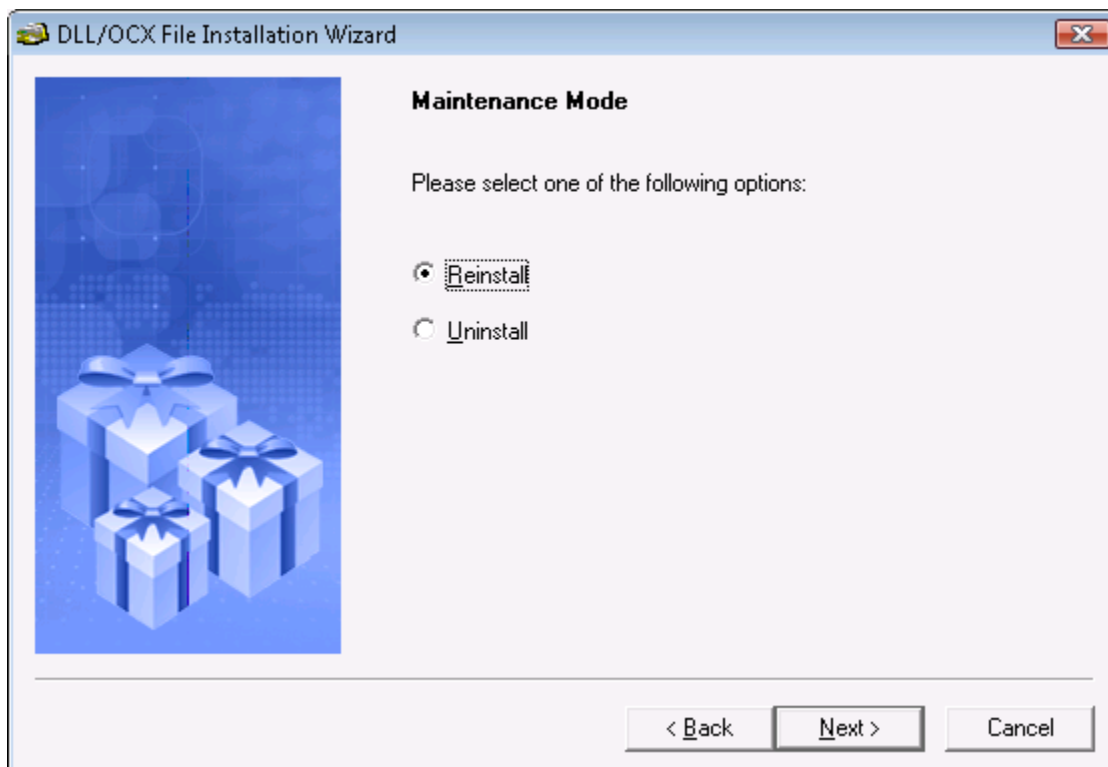 DLL/OCX File Installation Wizard
Maintenance Mode
Please select one of the following options:
Reinstall
Uninstall
< Back
Next >
Cancel